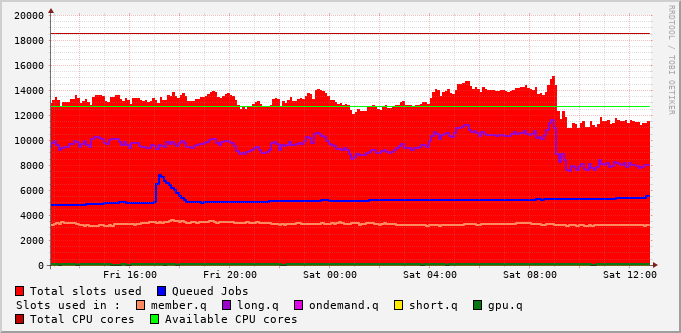 20000
18000
16000
14000
12000
10000
8000
6000
4000
2000
0
Fri 16:00 Fri 20:00 Sat 00:00 Sat 04:00 Sat 08:00 Sat 12:00
Total slots used Queued Jobs
Slots used in : member.q long.q ondemand.q short.q gpu.q
Total CPU cores Available CPU cores
RRDTOOL / TOBI OETIKER